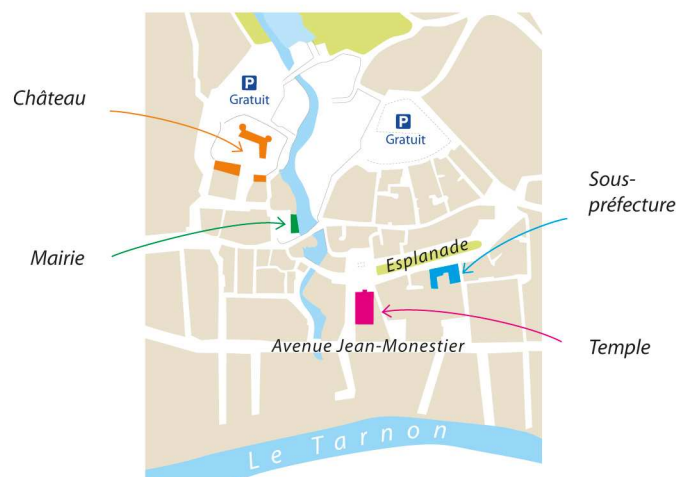 Château
P
Gratuit
P
Gratuit
Sous-
préfecture
Mairie
Esplanade
Avenue Jean-Monestier
Temple
Le Tarnon